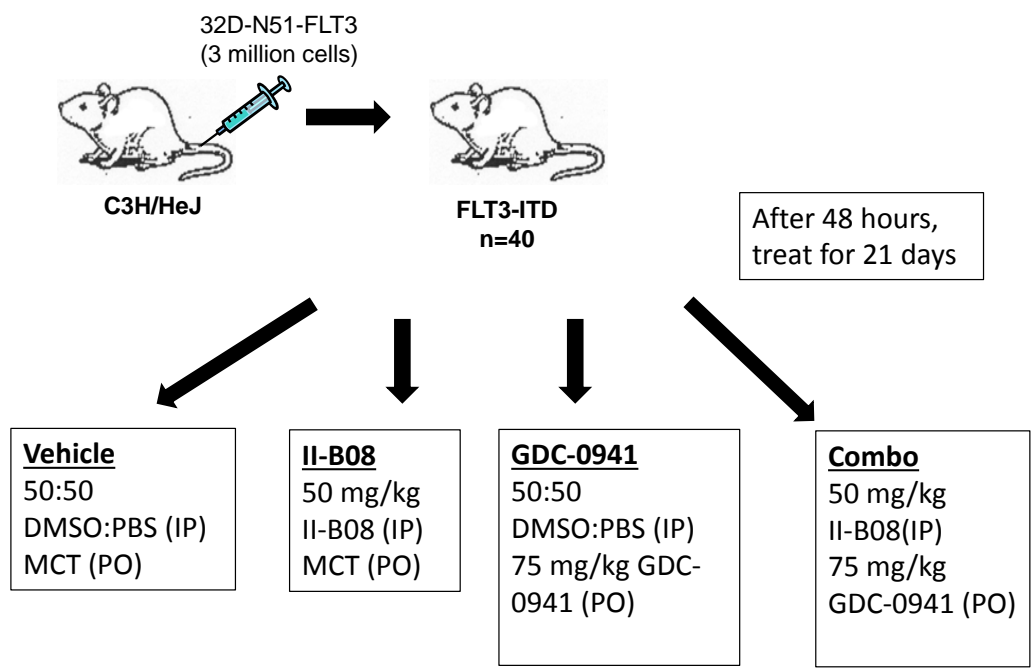 32D-N51-FLT3
(3 million cells)
C3H/HeJ
FLT3-ITD
n=40
After 48 hours,
treat for 21 days
Vehicle
50:50
DMSO:PBS (IP)
MCT (PO)
II-B08
50 mg/kg
II-B08 (IP)
MCT (PO)
GDC-0941
50:50
DMSO:PBS (IP)
75 mg/kg GDC-
0941 (PO)
Combo
50 mg/kg
II-B08(IP)
75 mg/kg
GDC-0941 (PO)